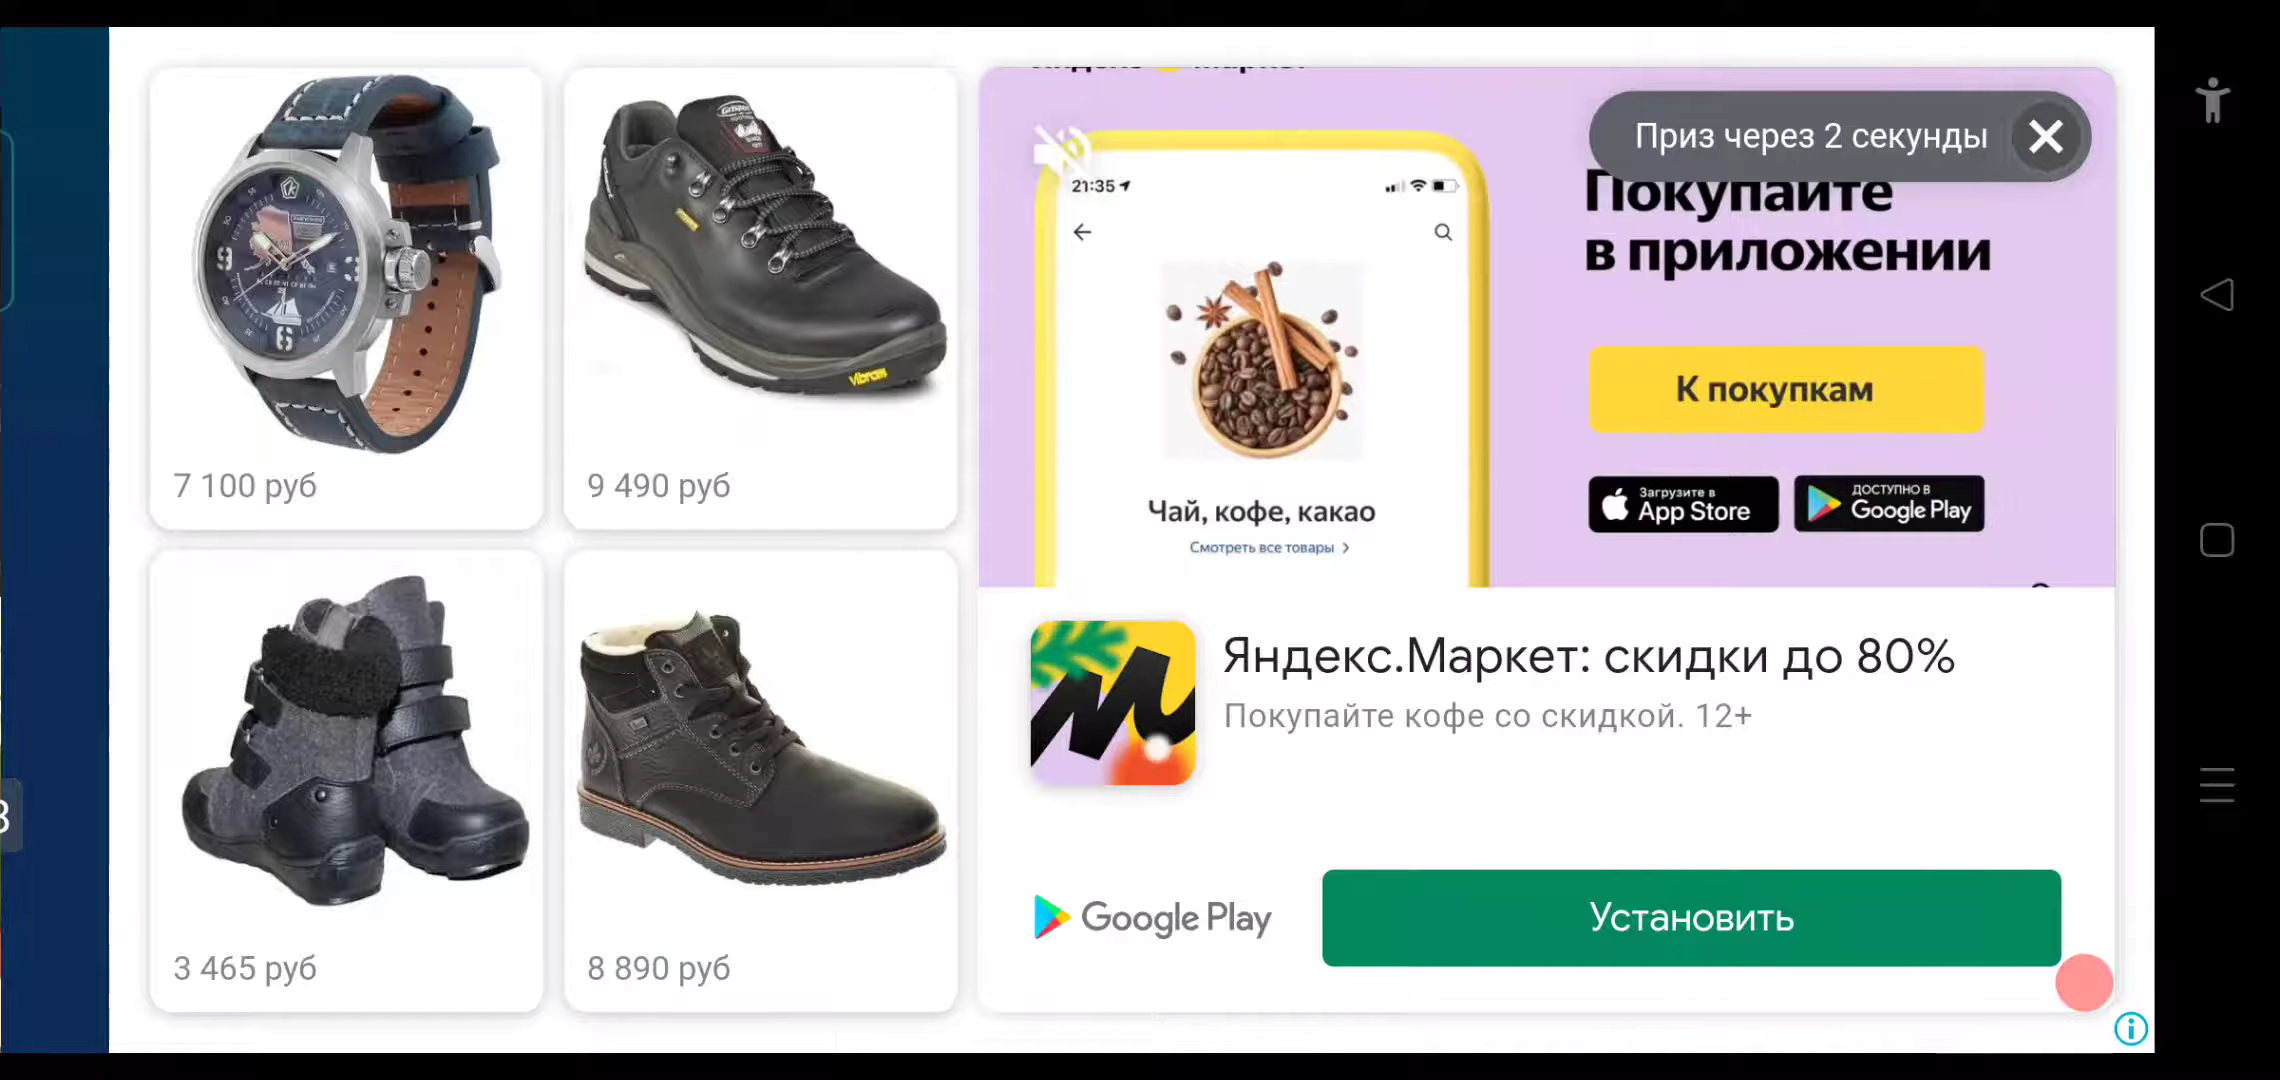 7 100 руб
9 490 руб
3 465 руб
8 890 руб
Приз через 2 секунды
21:35
Чай, кофе, какао
Смотреть все товары
Покупайте
в приложении
К покупкам
Загрузите в
App Store
ДОСТУПНО В
Google Play
Яндекс.Маркет: скидки до 80%
Покупайте кофе со скидкой. 12+
Google Play
Установить
Vibram